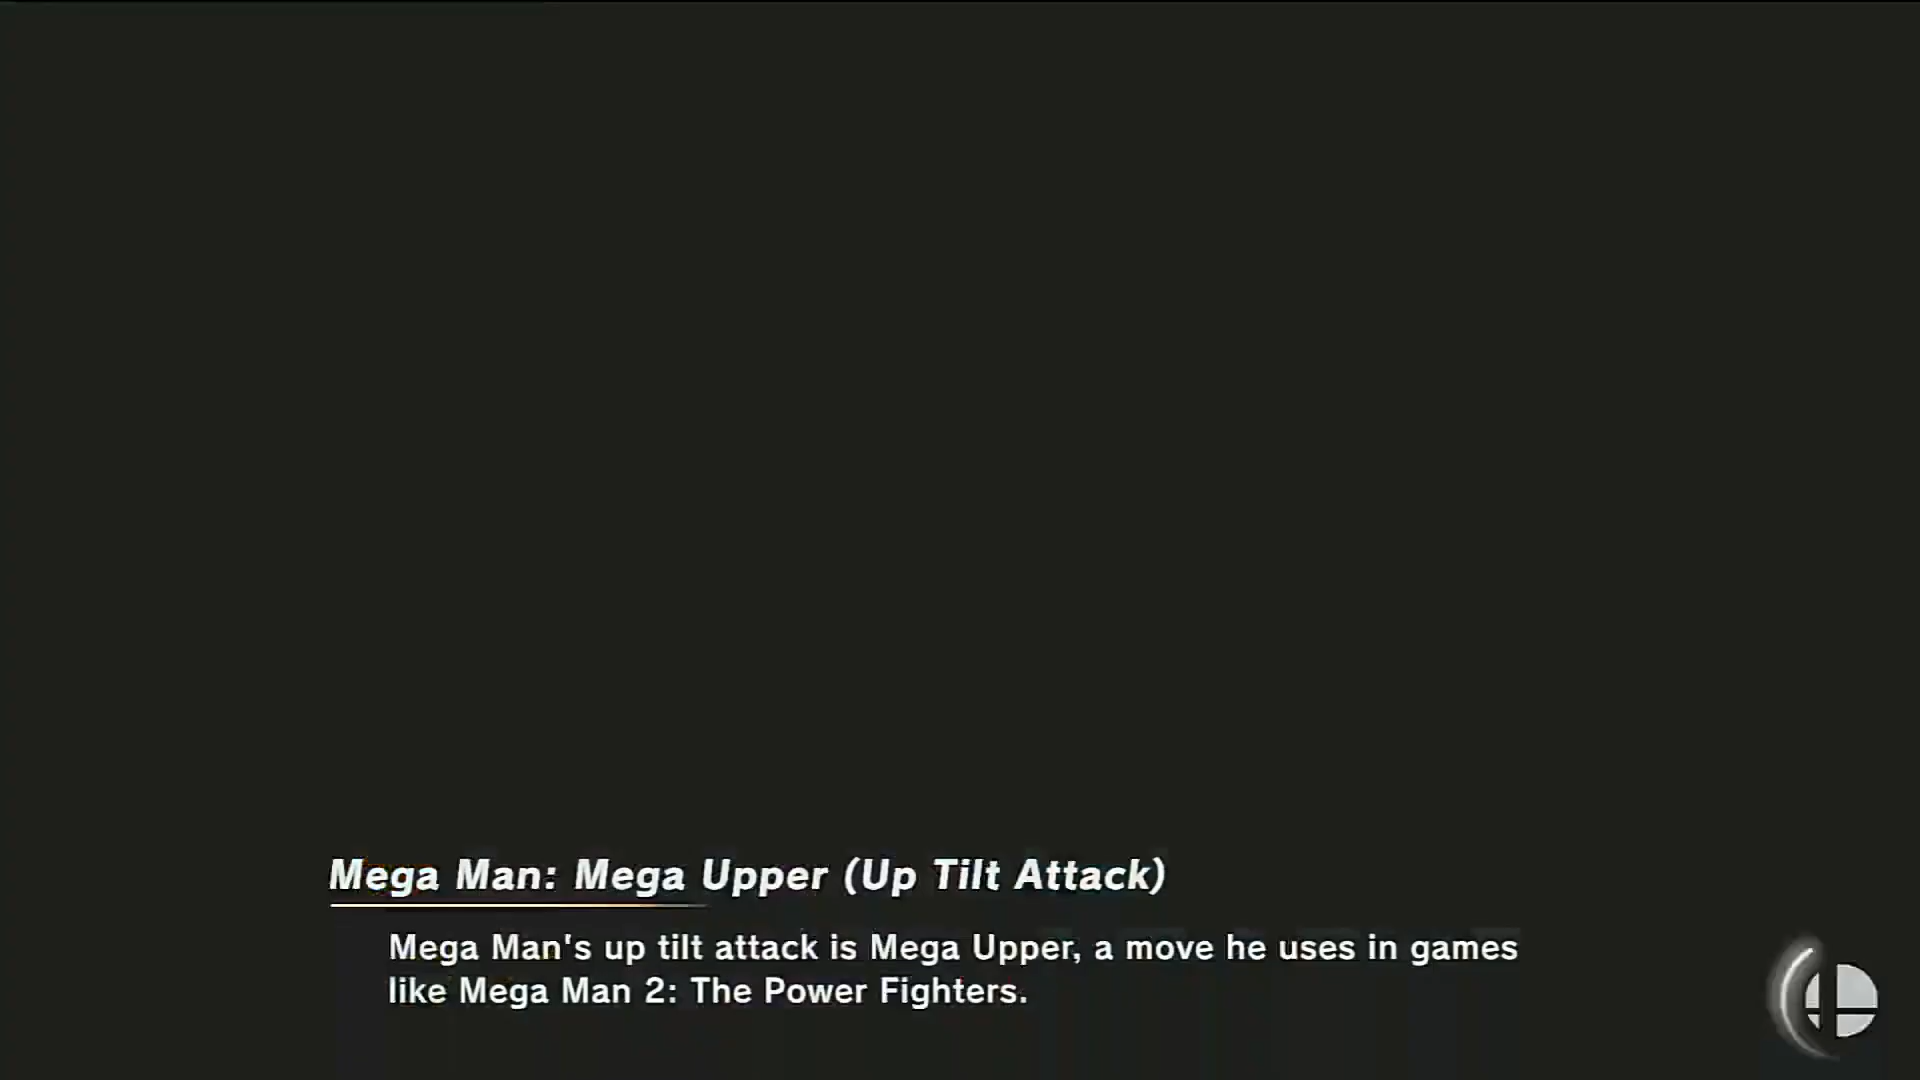 Mega Man: Mega Upper (Up Tilt Attack)
Mega Man's up tilt attack is Mega Upper, a move he uses in games
like Mega Man 2: The Power Fighters.